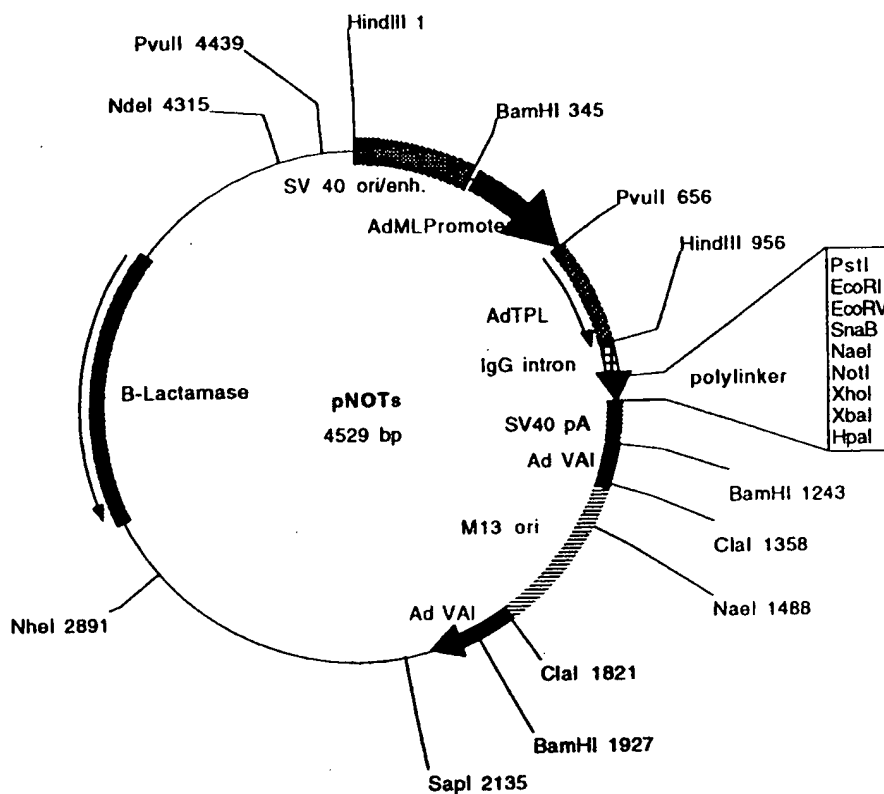 HindIII 1
PvuII 4439
NdeI 4315
BamHI 345
SV 40 ori/enh.
AdMLPromote
PvuII 656
HindIII 956
PstI
EcoRI
EcoRV
SnaB
NaeI
NotI
XhoI
XbaI
HpaI
AdTPL
IgG intron
polylinker
B-Lactamase
pNOTs
4529 bp
SV40 pA
Ad VAI
BamHI 1243
M13 ori
ClaI 1358
NaeI 1488
NheI 2891
Ad VAI
ClaI 1821
BamHI 1927
SapI 2135